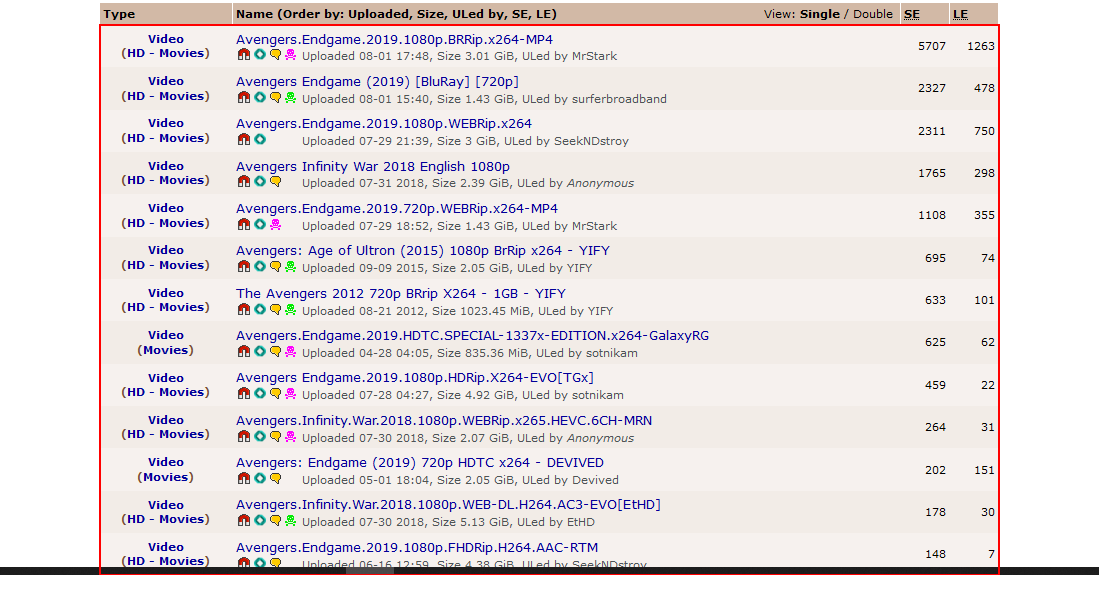 Type Name (Order by: Uploaded, Size, ULed by, SE, LE) View: Single / Double SE LE
Video Avengers.Endgame.2019.1080p.BRRip.x264-MP4
(HD - Movies) Uploaded 08-01 17:48, Size 3.01 GiB, ULed by MrStark 5707 1263
Video Avengers Endgame (2019) [BluRay] [720p]
(HD - Movies) Uploaded 08-01 15:40, Size 1.43 GiB, ULed by surferbroadband 2327 478
Video Avengers.Endgame.2019.1080p.WEBRip.x264
(HD - Movies) Uploaded 07-29 21:39, Size 3 GiB, ULed by SeekNDstroy 2311 750
Video Avengers Infinity War 2018 English 1080p
(HD - Movies) Uploaded 07-31 2018, Size 2.39 GiB, ULed by Anonymous 1765 298
Video Avengers.Endgame.2019.720p.WEBRip.x264-MP4
(HD - Movies) Uploaded 07-29 18:52, Size 1.43 GiB, ULed by MrStark 1108 355
Video Avengers: Age of Ultron (2015) 1080p BrRip x264 - YIFY
(HD - Movies) Uploaded 09-09 2015, Size 2.05 GiB, ULed by YIFY 695 74
Video The Avengers 2012 720p BRrip X264 - 1GB - YIFY
(HD - Movies) Uploaded 08-21 2012, Size 1023.45 MiB, ULed by YIFY 633 101
Video Avengers.Endgame.2019.HDTC.SPECIAL-1337x-EDITION.x264-GalaxyRG
(Movies) Uploaded 04-28 04:05, Size 835.36 MiB, ULed by sotnikam 625 62
Video Avengers Endgame.2019.1080p.HDRip.X264-EVO[TGx]
(HD - Movies) Uploaded 07-28 04:27, Size 4.92 GiB, ULed by sotnikam 459 22
Video Avengers.Infinity.War.2018.1080p.WEBRip.x265.HEVC.6CH-MRN
(HD - Movies) Uploaded 07-30 2018, Size 2.07 GiB, ULed by Anonymous 264 31
Video Avengers: Endgame (2019) 720p HDTC x264 - DEVIVED
(Movies) Uploaded 05-01 18:04, Size 2.05 GiB, ULed by Devived 202 151
Video Avengers.Infinity.War.2018.1080p.WEB-DL.H264.AC3-EVO[EtHD]
(HD - Movies) Uploaded 07-30 2018, Size 5.13 GiB, ULed by EtHD 178 30
Video Avengers.Endgame.2019.1080p.FHDRip.H264.AAC-RTM
(HD - Movies) Uploaded 06-16 12:59, Size 4.38 GiB, ULed by SeekNDstroy 148 7